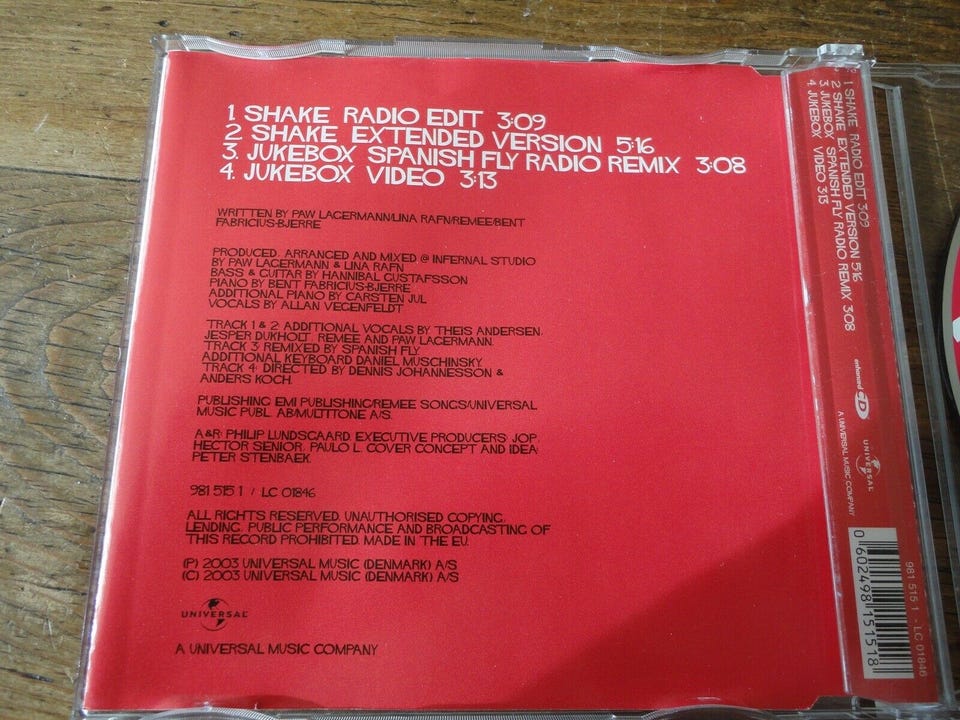 1. SHAKE RADIO EDIT 3:09
2. SHAKE EXTENDED VERSION 5:16
3. JUKEBOX SPANISH FLY RADIO REMIX 3:08
4. JUKEBOX VIDEO 3:13
WRITTEN BY PAW LAGERMANN/LINA RAFN/REMEE/BENT
FABRICIUS-BJERRE
PRODUCED, ARRANGED AND MIXED @ INFERNAL STUDIO
BY PAW LAGERMANN & LINA RAFN
BASS & GUITAR BY HANNIBAL GUSTAFSSON
PIANO BY BENT FABRICIUS-BJERRE
ADDITIONAL PIANO BY CARSTEN JUL
VOCALS BY ALLAN VEGENFELDT
TRACK 1 & 2: ADDITIONAL VOCALS BY THEIS ANDERSEN,
JESPER DUKHOLT, REMEE AND PAW LAGERMANN.
TRACK 3: REMIXED BY SPANISH FLY.
ADDITIONAL KEYBOARD DANIEL MUSCHINSKY.
TRACK 4: DIRECTED BY DENNIS JOHANNESSON &
ANDERS KOCH.
PUBLISHING EMI PUBLISHING/REMEE SONGS/UNIVERSAL
MUSIC PUBL. AB/MULTITONE A/S.
A&R: PHILIP LUNDSGAARD. EXECUTIVE PRODUCERS: JOP,
HECTOR SENIOR, PAULO L. COVER CONCEPT AND IDEA:
PETER STENBAEK.
981 515 1 / LC 01846
ALL RIGHTS RESERVED. UNAUTHORISED COPYING,
LENDING, PUBLIC PERFORMANCE AND BROADCASTING OF
THIS RECORD PROHIBITED. MADE IN THE EU.
(P) 2003 UNIVERSAL MUSIC (DENMARK) A/S
(C) 2003 UNIVERSAL MUSIC (DENMARK) A/S
UNIVERSAL
A UNIVERSAL MUSIC COMPANY
1 SHAKE RADIO EDIT 3:09
2 SHAKE EXTENDED VERSION 5:16
3 JUKEBOX SPANISH FLY RADIO REMIX 3:08
4 JUKEBOX VIDEO 3:13
enhanced CD
UNIVERSAL
A UNIVERSAL MUSIC COMPANY
0 602498 151518
981 515 1 - LC 01846